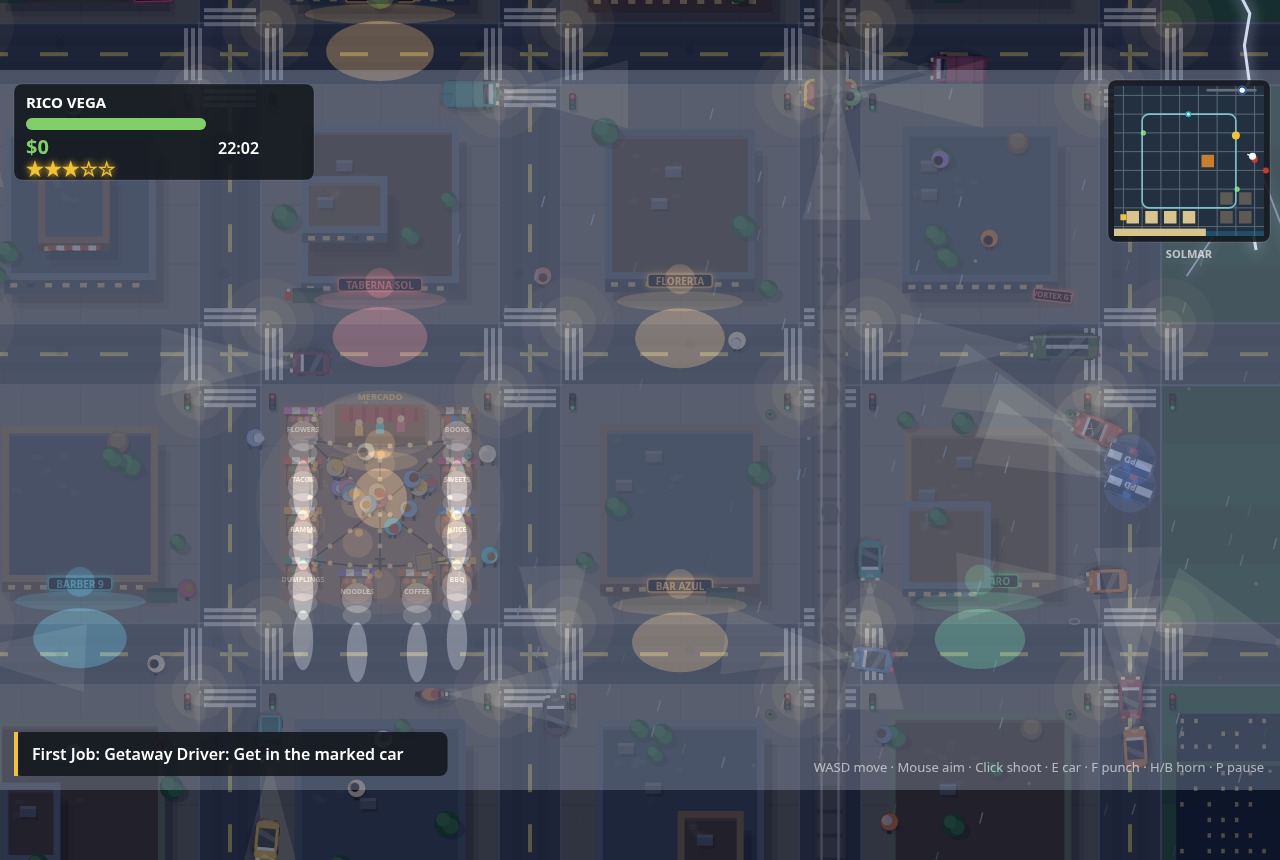 RICO VEGA
$0 22:02
★★★☆☆
SOLMAR
TABERNA SOL
FLORERIA
VORTEX GT
MERCADO
FLOWERS
BOOKS
TACOS
SWEETS
RAMEN
JUICE
DUMPLINGS
BBQ
NOODLES
COFFEE
BARBER 9
BAR AZUL
PD
PD
First Job: Getaway Driver: Get in the marked car
WASD move · Mouse aim · Click shoot · E car · F punch · H/B horn · P pause